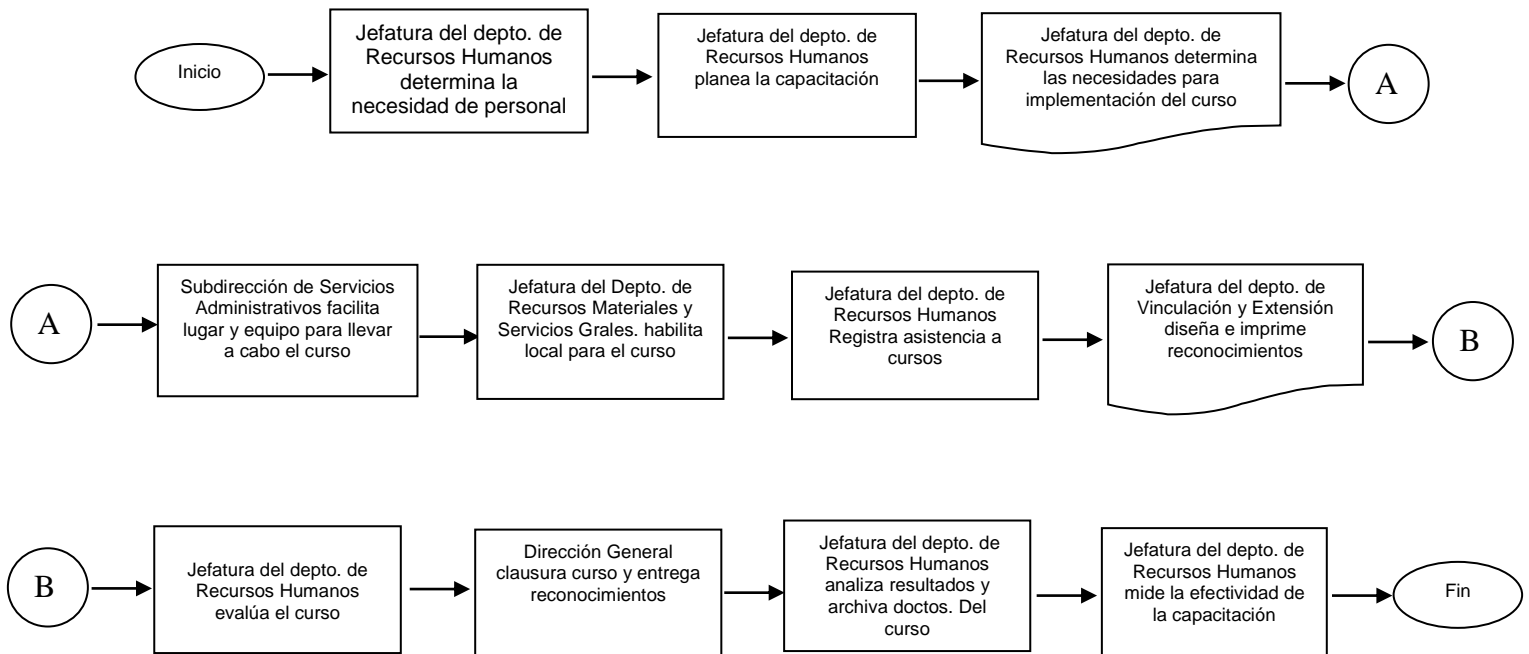 Inicio
Jefatura del depto. de
Recursos Humanos
determina la
necesidad de personal
Jefatura del depto. de
Recursos Humanos
planea la capacitación
Jefatura del depto. de
Recursos Humanos determina
las necesidades para
implementación del curso
A
A
Subdirección de Servicios
Administrativos facilita
lugar y equipo para llevar
a cabo el curso
Jefatura del Depto. de
Recursos Materiales y
Servicios Grales. habilita
local para el curso
Jefatura del depto. de
Recursos Humanos
Registra asistencia a
cursos
Jefatura del depto. de
Vinculación y Extensión
diseña e imprime
reconocimientos
B
B
Jefatura del depto. de
Recursos Humanos
evalúa el curso
Dirección General
clausura curso y entrega
reconocimientos
Jefatura del depto. de
Recursos Humanos
analiza resultados y
archiva doctos. Del
curso
Jefatura del depto. de
Recursos Humanos
mide la efectividad de
la capacitación
Fin